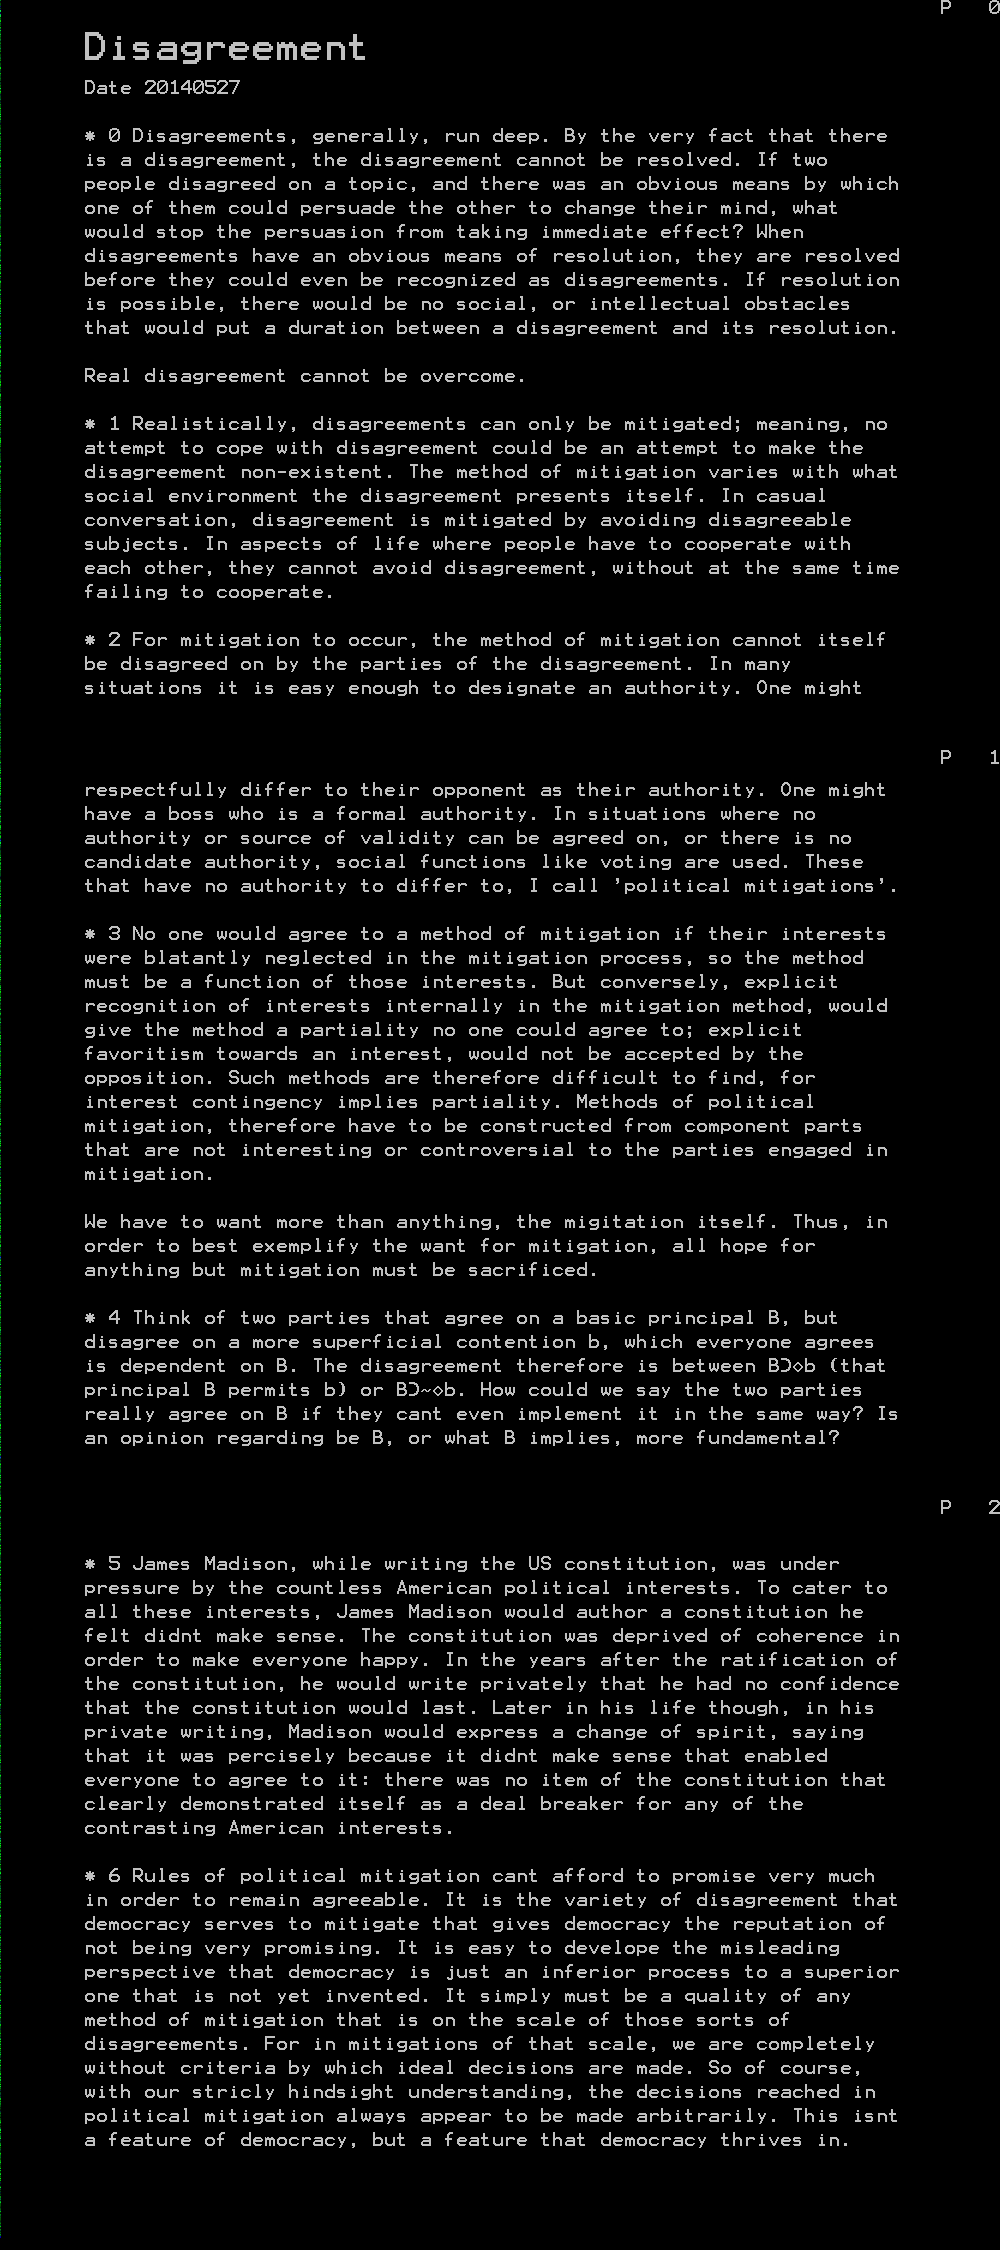 P 0
Disagreement
Date 20140527
* 0 Disagreements, generally, run deep. By the very fact that there
is a disagreement, the disagreement cannot be resolved. If two
people disagreed on a topic, and there was an obvious means by which
one of them could persuade the other to change their mind, what
would stop the persuasion from taking immediate effect? When
disagreements have an obvious means of resolution, they are resolved
before they could even be recognized as disagreements. If resolution
is possible, there would be no social, or intellectual obstacles
that would put a duration between a disagreement and its resolution.
Real disagreement cannot be overcome.
* 1 Realistically, disagreements can only be mitigated; meaning, no
attempt to cope with disagreement could be an attempt to make the
disagreement non-existent. The method of mitigation varies with what
social environment the disagreement presents itself. In casual
conversation, disagreement is mitigated by avoiding disagreeable
subjects. In aspects of life where people have to cooperate with
each other, they cannot avoid disagreement, without at the same time
failing to cooperate.
* 2 For mitigation to occur, the method of mitigation cannot itself
be disagreed on by the parties of the disagreement. In many
situations it is easy enough to designate an authority. One might
P 1
respectfully differ to their opponent as their authority. One might
have a boss who is a formal authority. In situations where no
authority or source of validity can be agreed on, or there is no
candidate authority, social functions like voting are used. These
that have no authority to differ to, I call 'political mitigations'.
* 3 No one would agree to a method of mitigation if their interests
were blatantly neglected in the mitigation process, so the method
must be a function of those interests. But conversely, explicit
recognition of interests internally in the mitigation method, would
give the method a partiality no one could agree to; explicit
favoritism towards an interest, would not be accepted by the
opposition. Such methods are therefore difficult to find, for
interest contingency implies partiality. Methods of political
mitigation, therefore have to be constructed from component parts
that are not interesting or controversial to the parties engaged in
mitigation.
We have to want more than anything, the migitation itself. Thus, in
order to best exemplify the want for mitigation, all hope for
anything but mitigation must be sacrificed.
* 4 Think of two parties that agree on a basic principal B, but
disagree on a more superficial contention b, which everyone agrees
is dependent on B. The disagreement therefore is between B⊃⋄b (that
principal B permits b) or B⊃~⋄b. How could we say the two parties
really agree on B if they cant even implement it in the same way? Is
an opinion regarding be B, or what B implies, more fundamental?
P 2
* 5 James Madison, while writing the US constitution, was under
pressure by the countless American political interests. To cater to
all these interests, James Madison would author a constitution he
felt didnt make sense. The constitution was deprived of coherence in
order to make everyone happy. In the years after the ratification of
the constitution, he would write privately that he had no confidence
that the constitution would last. Later in his life though, in his
private writing, Madison would express a change of spirit, saying
that it was percisely because it didnt make sense that enabled
everyone to agree to it: there was no item of the constitution that
clearly demonstrated itself as a deal breaker for any of the
contrasting American interests.
* 6 Rules of political mitigation cant afford to promise very much
in order to remain agreeable. It is the variety of disagreement that
democracy serves to mitigate that gives democracy the reputation of
not being very promising. It is easy to develope the misleading
perspective that democracy is just an inferior process to a superior
one that is not yet invented. It simply must be a quality of any
method of mitigation that is on the scale of those sorts of
disagreements. For in mitigations of that scale, we are completely
without criteria by which ideal decisions are made. So of course,
with our stricly hindsight understanding, the decisions reached in
political mitigation always appear to be made arbitrarily. This isnt
a feature of democracy, but a feature that democracy thrives in.